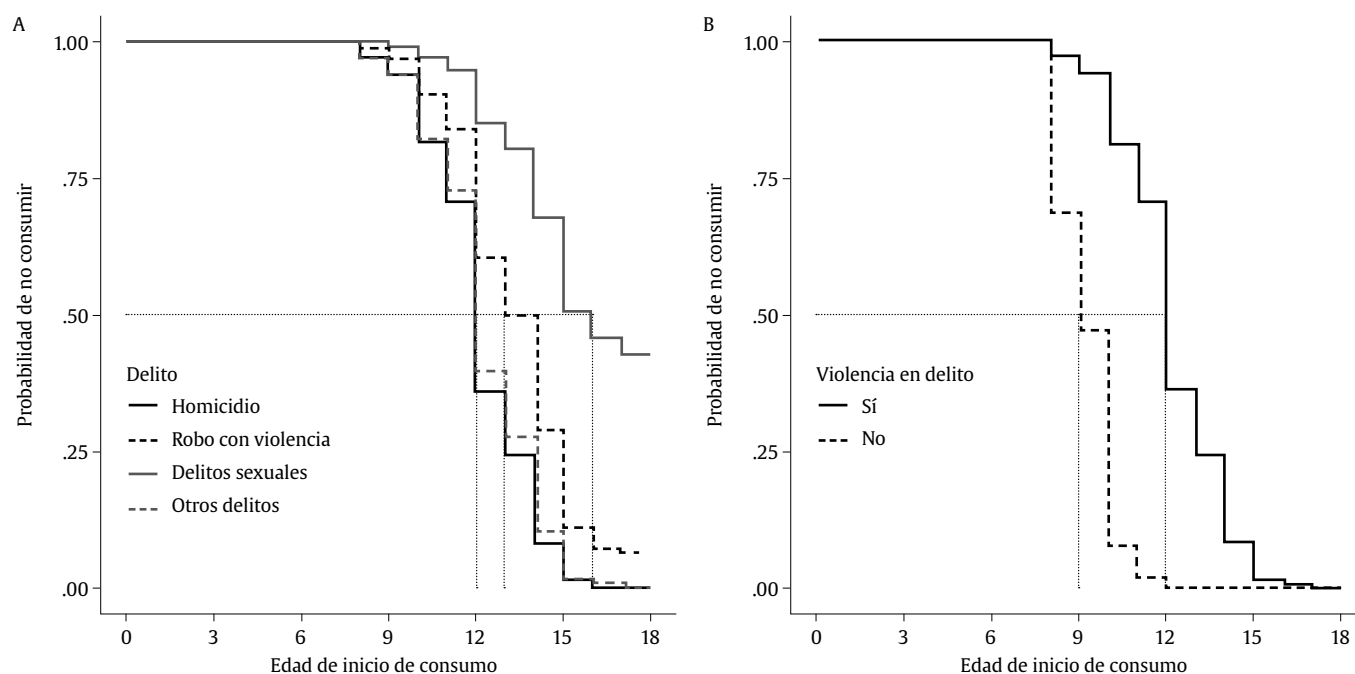 A
Probabilidad de no consumir
1.00
.75
.50
.25
.00
Delito
Homicidio
Robo con violencia
Delitos sexuales
Otros delitos
0 3 6 9 12 15 18
Edad de inicio de consumo
B
Probabilidad de no consumir
1.00
.75
.50
.25
.00
Violencia en delito
Sí
No
0 3 6 9 12 15 18
Edad de inicio de consumo